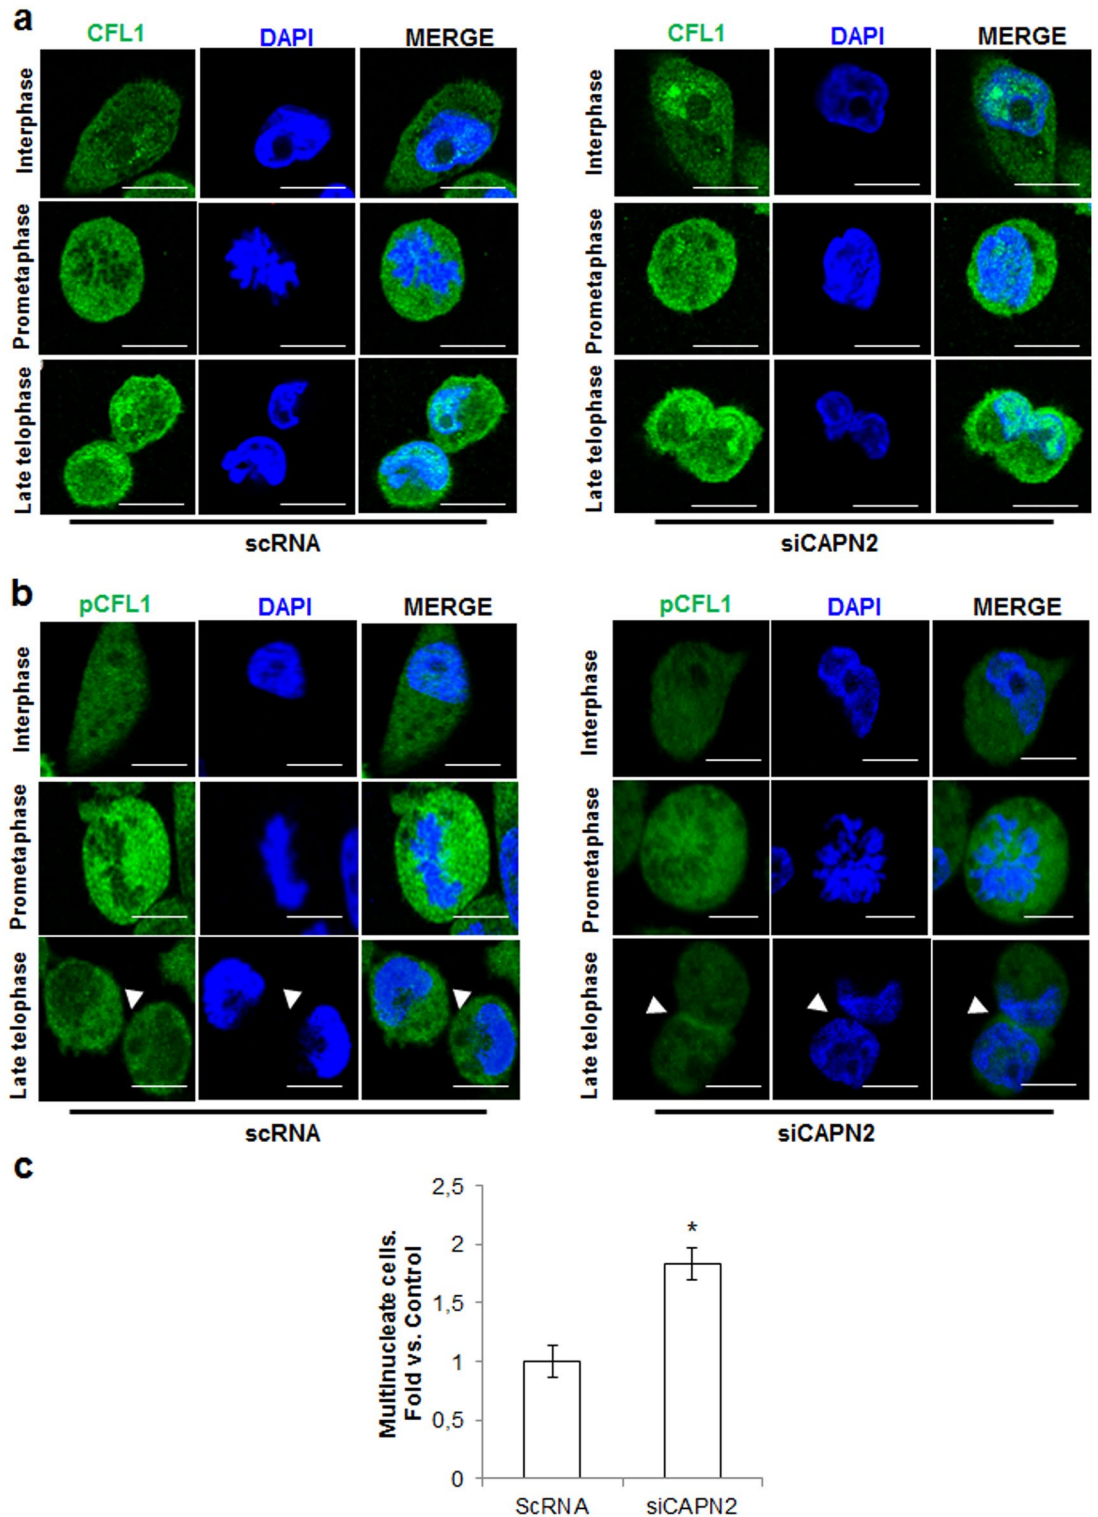 a
CFL1 DAPI MERGE CFL1 DAPI MERGE
Interphase Interphase
Prometaphase Prometaphase
Late telophase Late telophase
scRNA siCAPN2
b
pCFL1 DAPI MERGE pCFL1 DAPI MERGE
Interphase Interphase
Prometaphase Prometaphase
Late telophase Late telophase
scRNA siCAPN2
c
Multinucleate cells.
Fold vs. Control
2,5
2
*
1,5
1
0,5
0
ScRNA siCAPN2